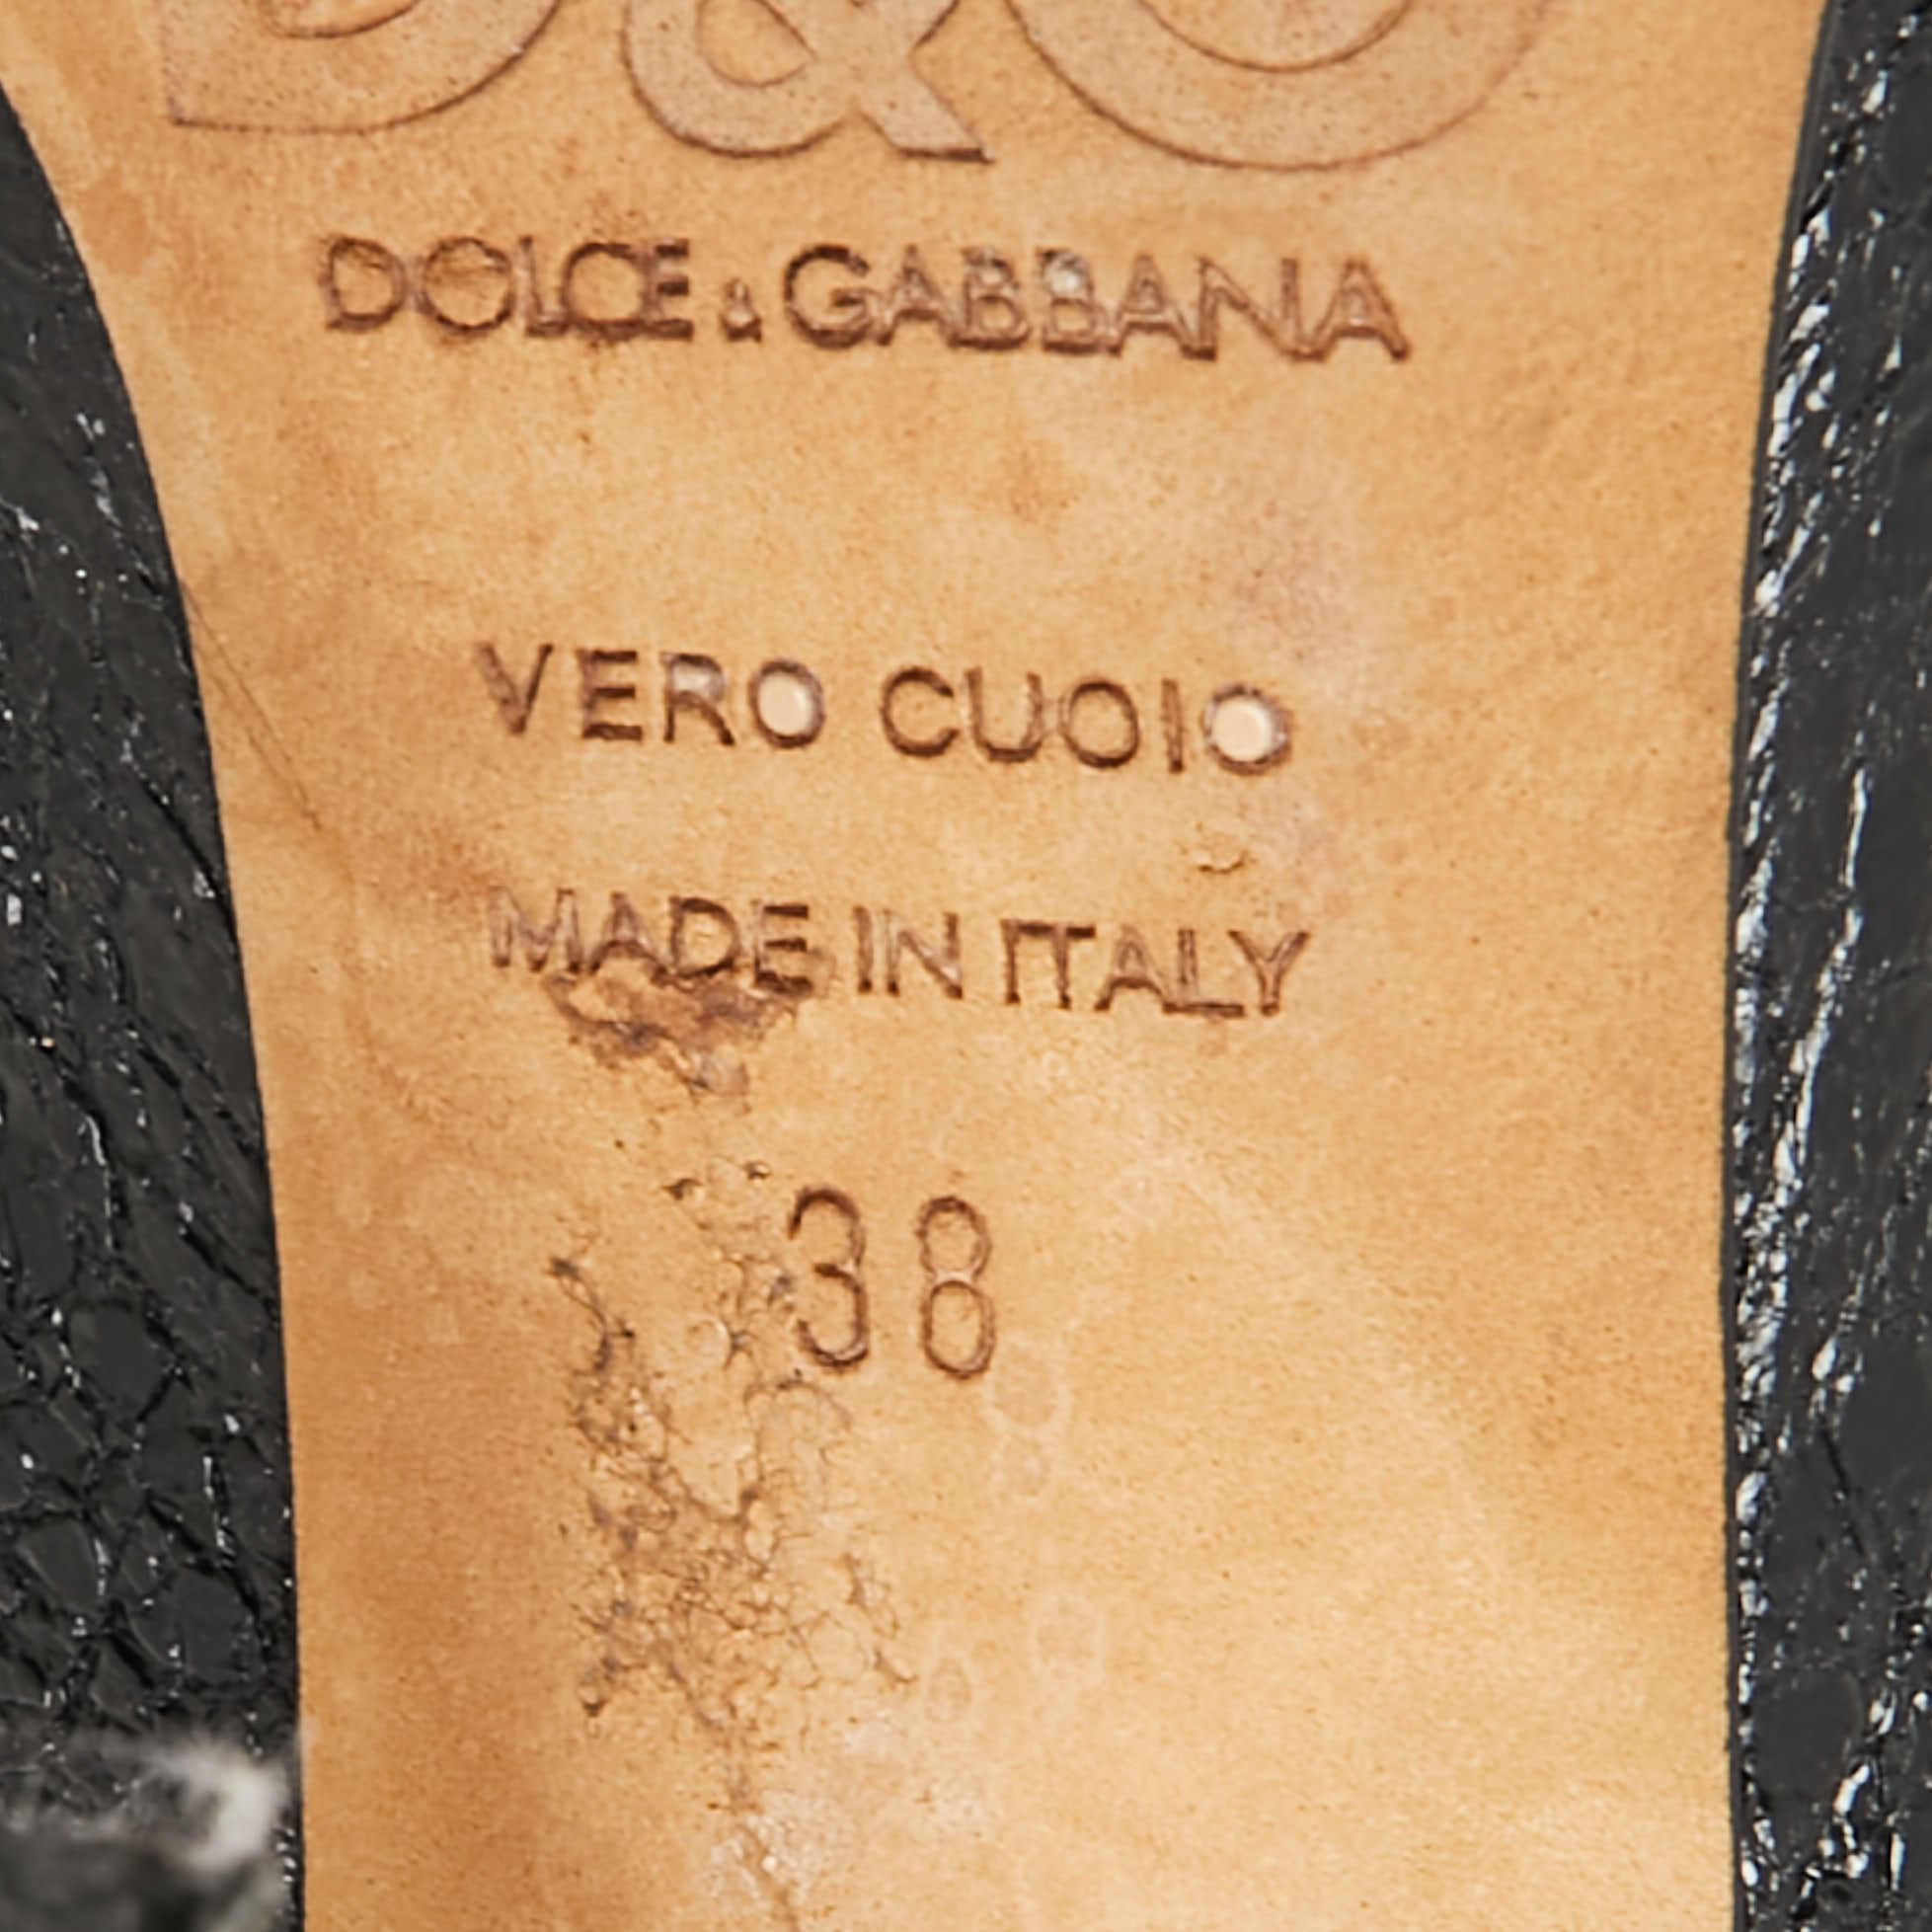 D&G
DOLCE & GABBANA
VERO CUOIO
MADE IN ITALY
38